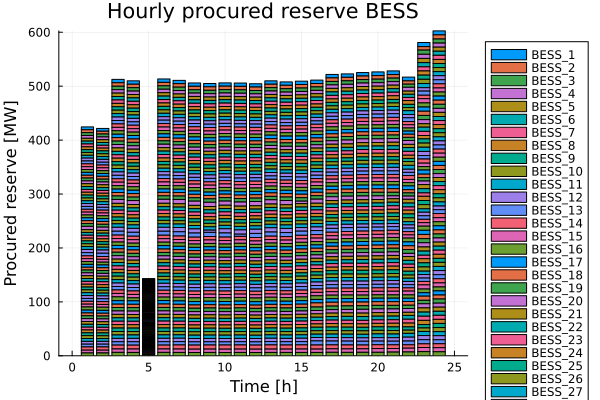 Hourly procured reserve BESS
Procured reserve [MW]
600
500
400
300
200
100
0
0
5
10
15
20
25
Time [h]
BESS_1
BESS_2
BESS_3
BESS_4
BESS_5
BESS_6
BESS_7
BESS_8
BESS_9
BESS_10
BESS_11
BESS_12
BESS_13
BESS_14
BESS_15
BESS_16
BESS_17
BESS_18
BESS_19
BESS_20
BESS_21
BESS_22
BESS_23
BESS_24
BESS_25
BESS_26
BESS_27